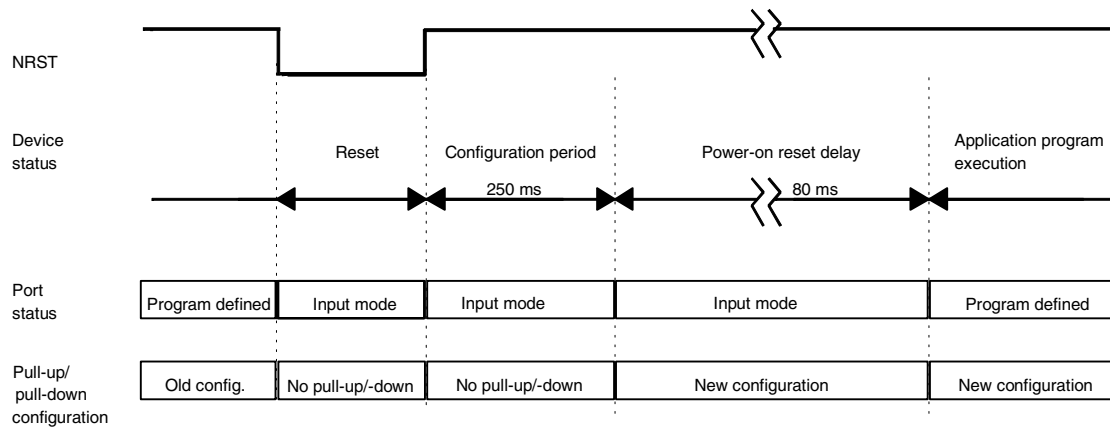 NRST
Device
status
Reset
Configuration period
Power-on reset delay
Application program
execution
250 ms
80 ms
Port
status
Program defined
Input mode
Input mode
Input mode
Program defined
Pull-up/
pull-down
configuration
Old config.
No pull-up/-down
No pull-up/-down
New configuration
New configuration